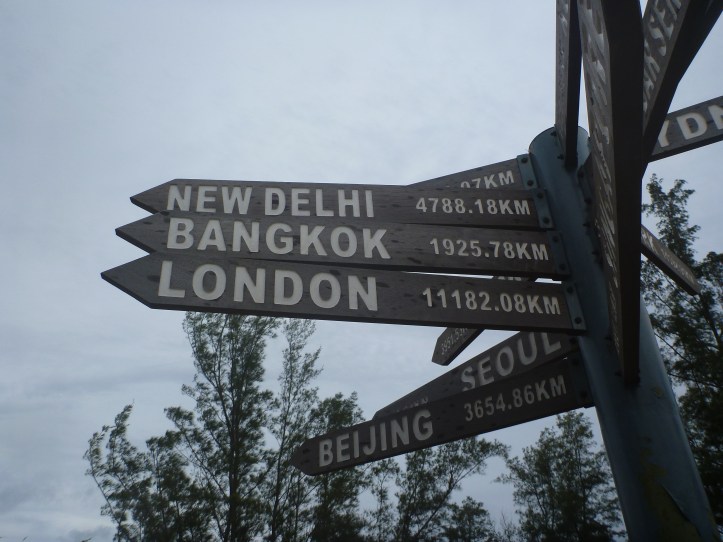 NEW DELHI 4788.18KM
BANGKOK 1925.78KM
LONDON 11182.08KM
SEOUL
BEIJING 3654.86KM